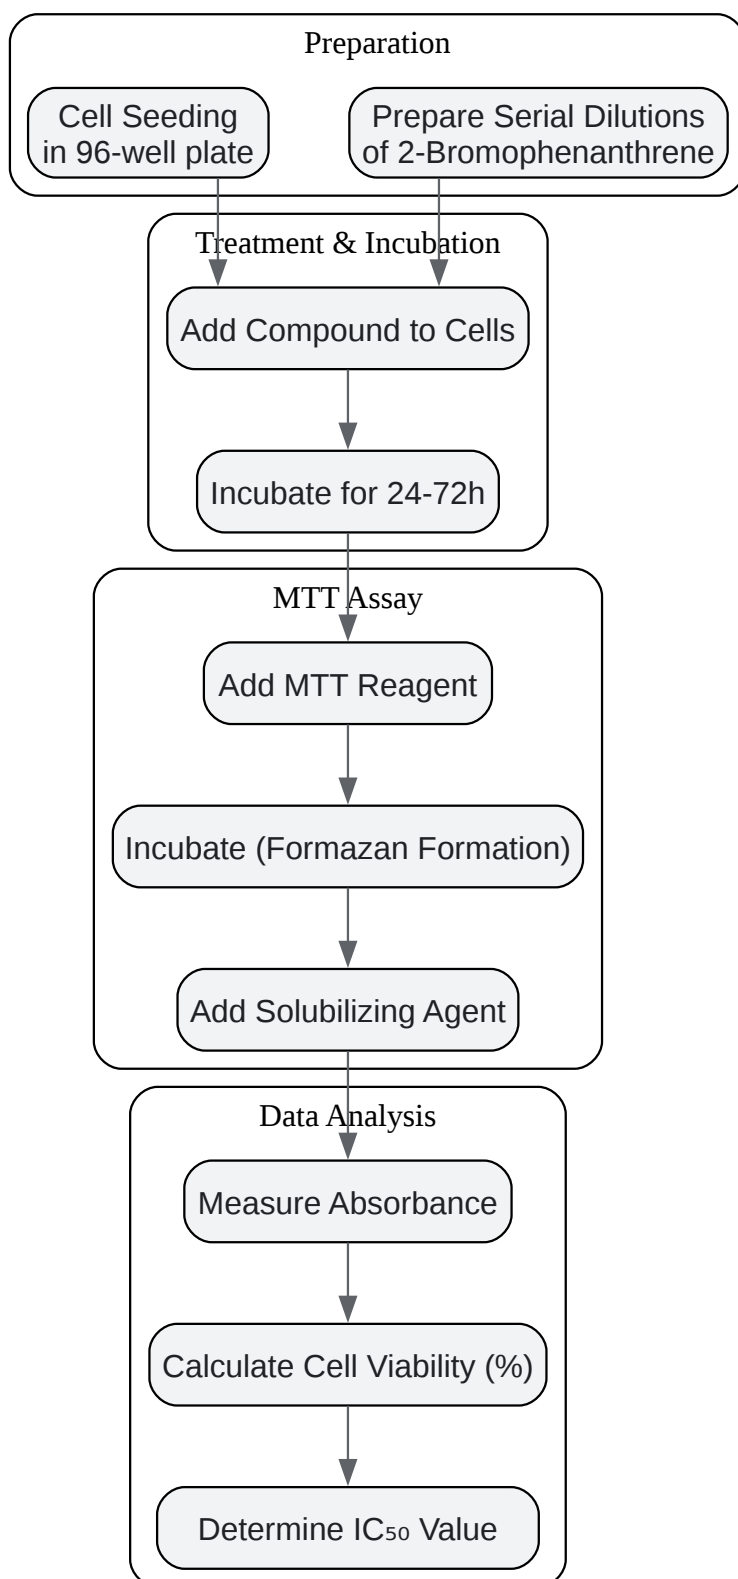 Preparation
Cell Seeding
in 96-well plate
Prepare Serial Dilutions
of 2-Bromophenanthrene
Treatment & Incubation
Add Compound to Cells
Incubate for 24-72h
MTT Assay
Add MTT Reagent
Incubate (Formazan Formation)
Add Solubilizing Agent
Data Analysis
Measure Absorbance
Calculate Cell Viability (%)
Determine IC₅₀ Value